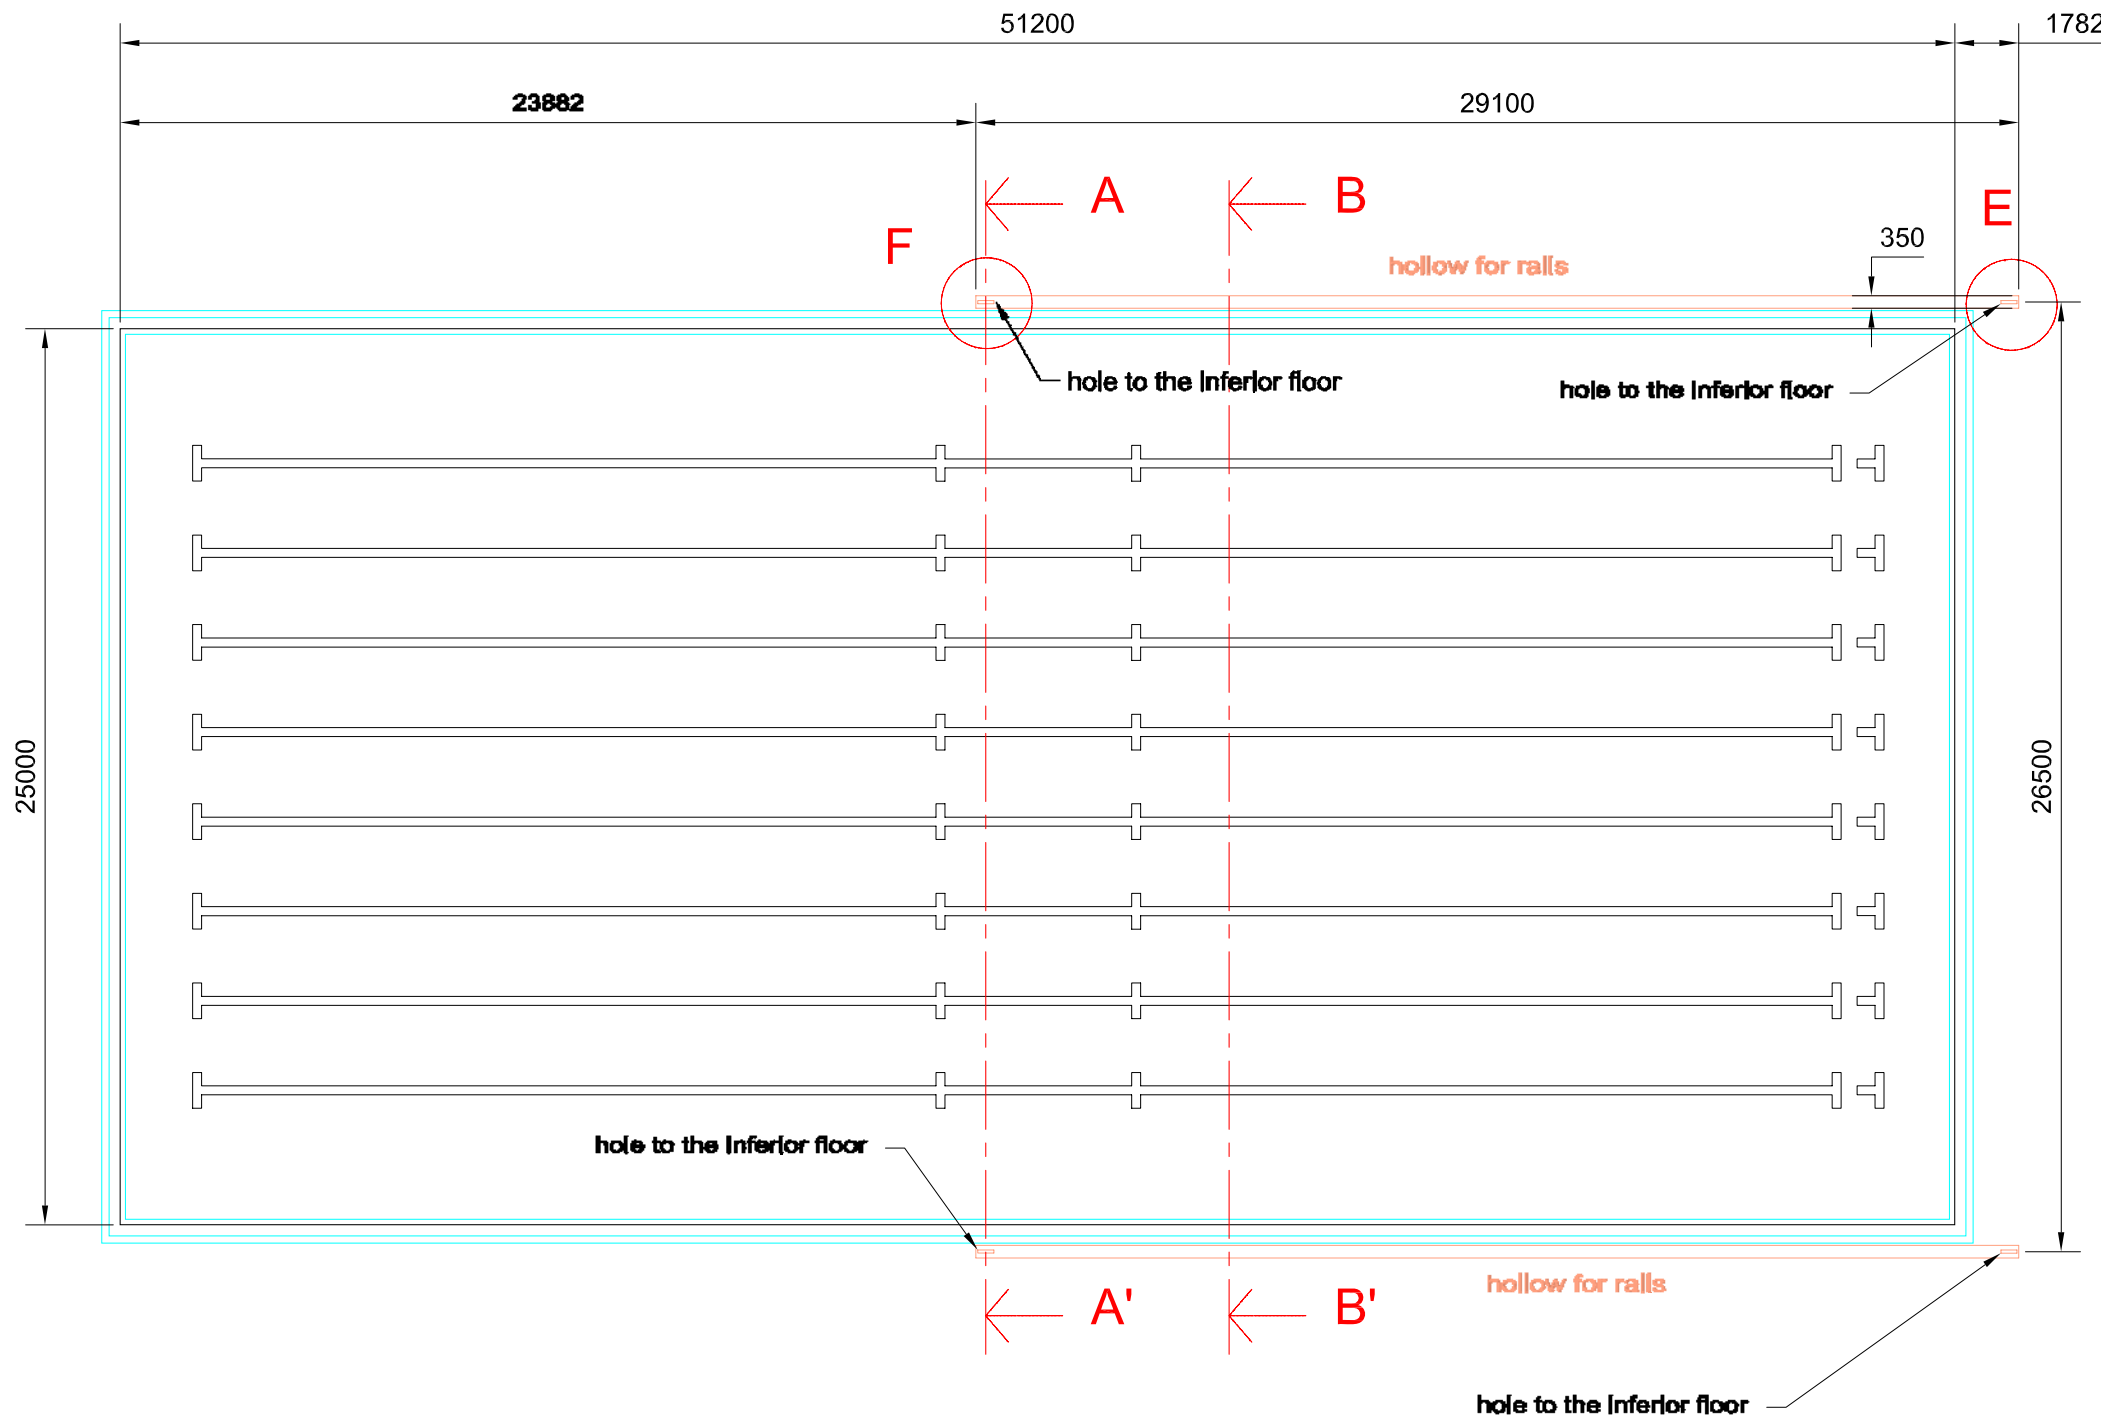 51200
1782
23882
29100
A
B
E
F
350
hollow for rails
hole to the inferior floor
hole to the inferior floor
25000
26500
hole to the inferior floor
hollow for rails
A'
B'
hole to the inferior floor